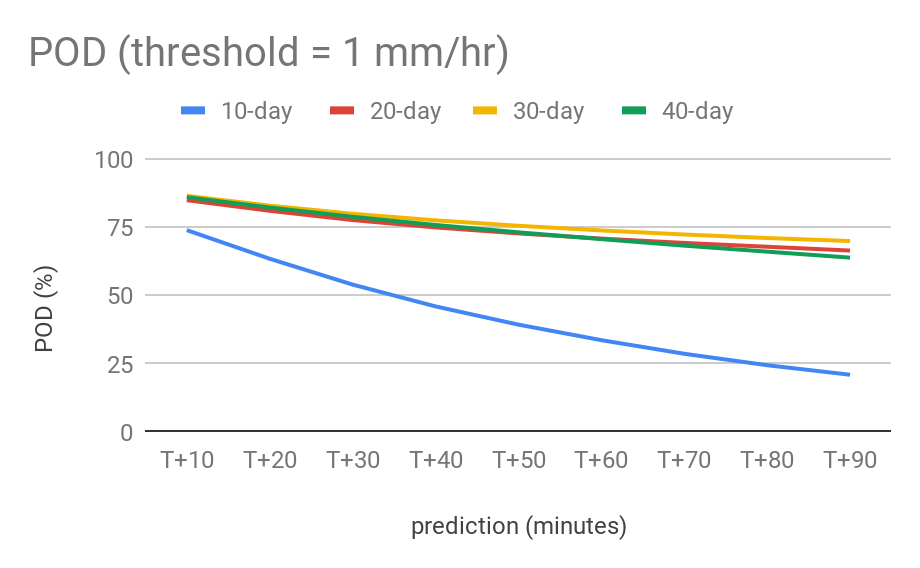 POD (threshold = 1 mm/hr)
10-day 20-day 30-day 40-day
100
75
50
25
0
POD (%)
T+10 T+20 T+30 T+40 T+50 T+60 T+70 T+80 T+90
prediction (minutes)